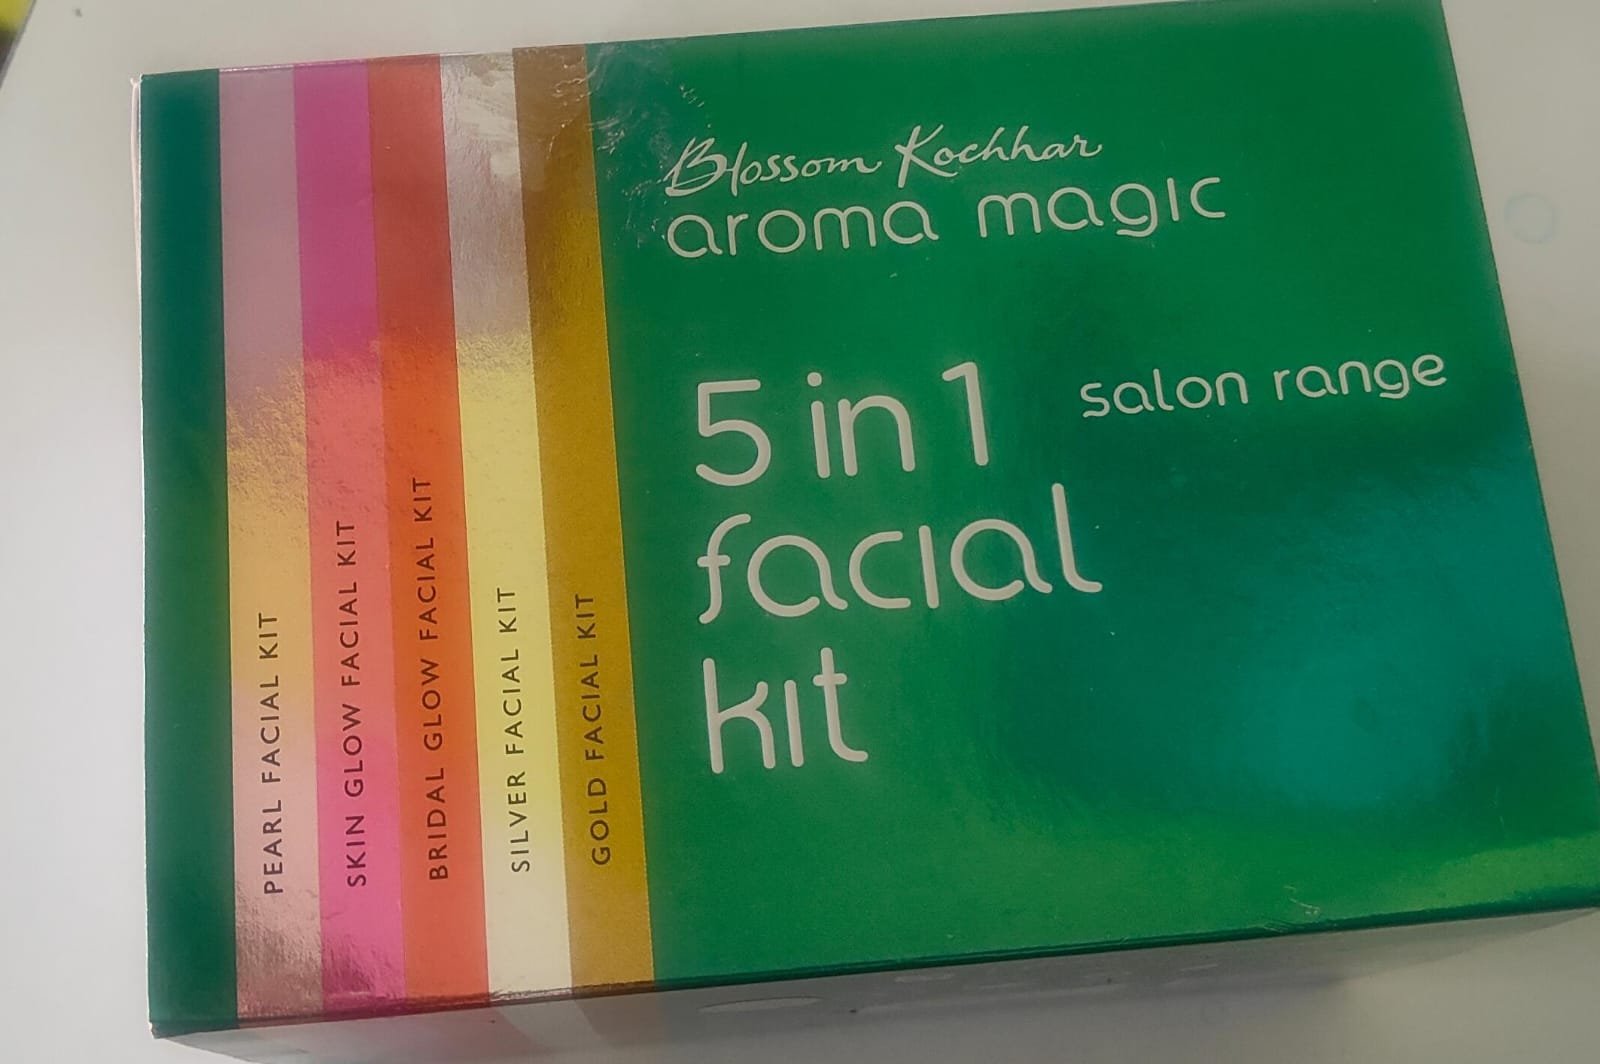 Blossom Kochhar
aroma magic
5 in 1
salon range
facial
kit
PEARL FACIAL KIT
SKIN GLOW FACIAL KIT
BRIDAL GLOW FACIAL KIT
SILVER FACIAL KIT
GOLD FACIAL KIT